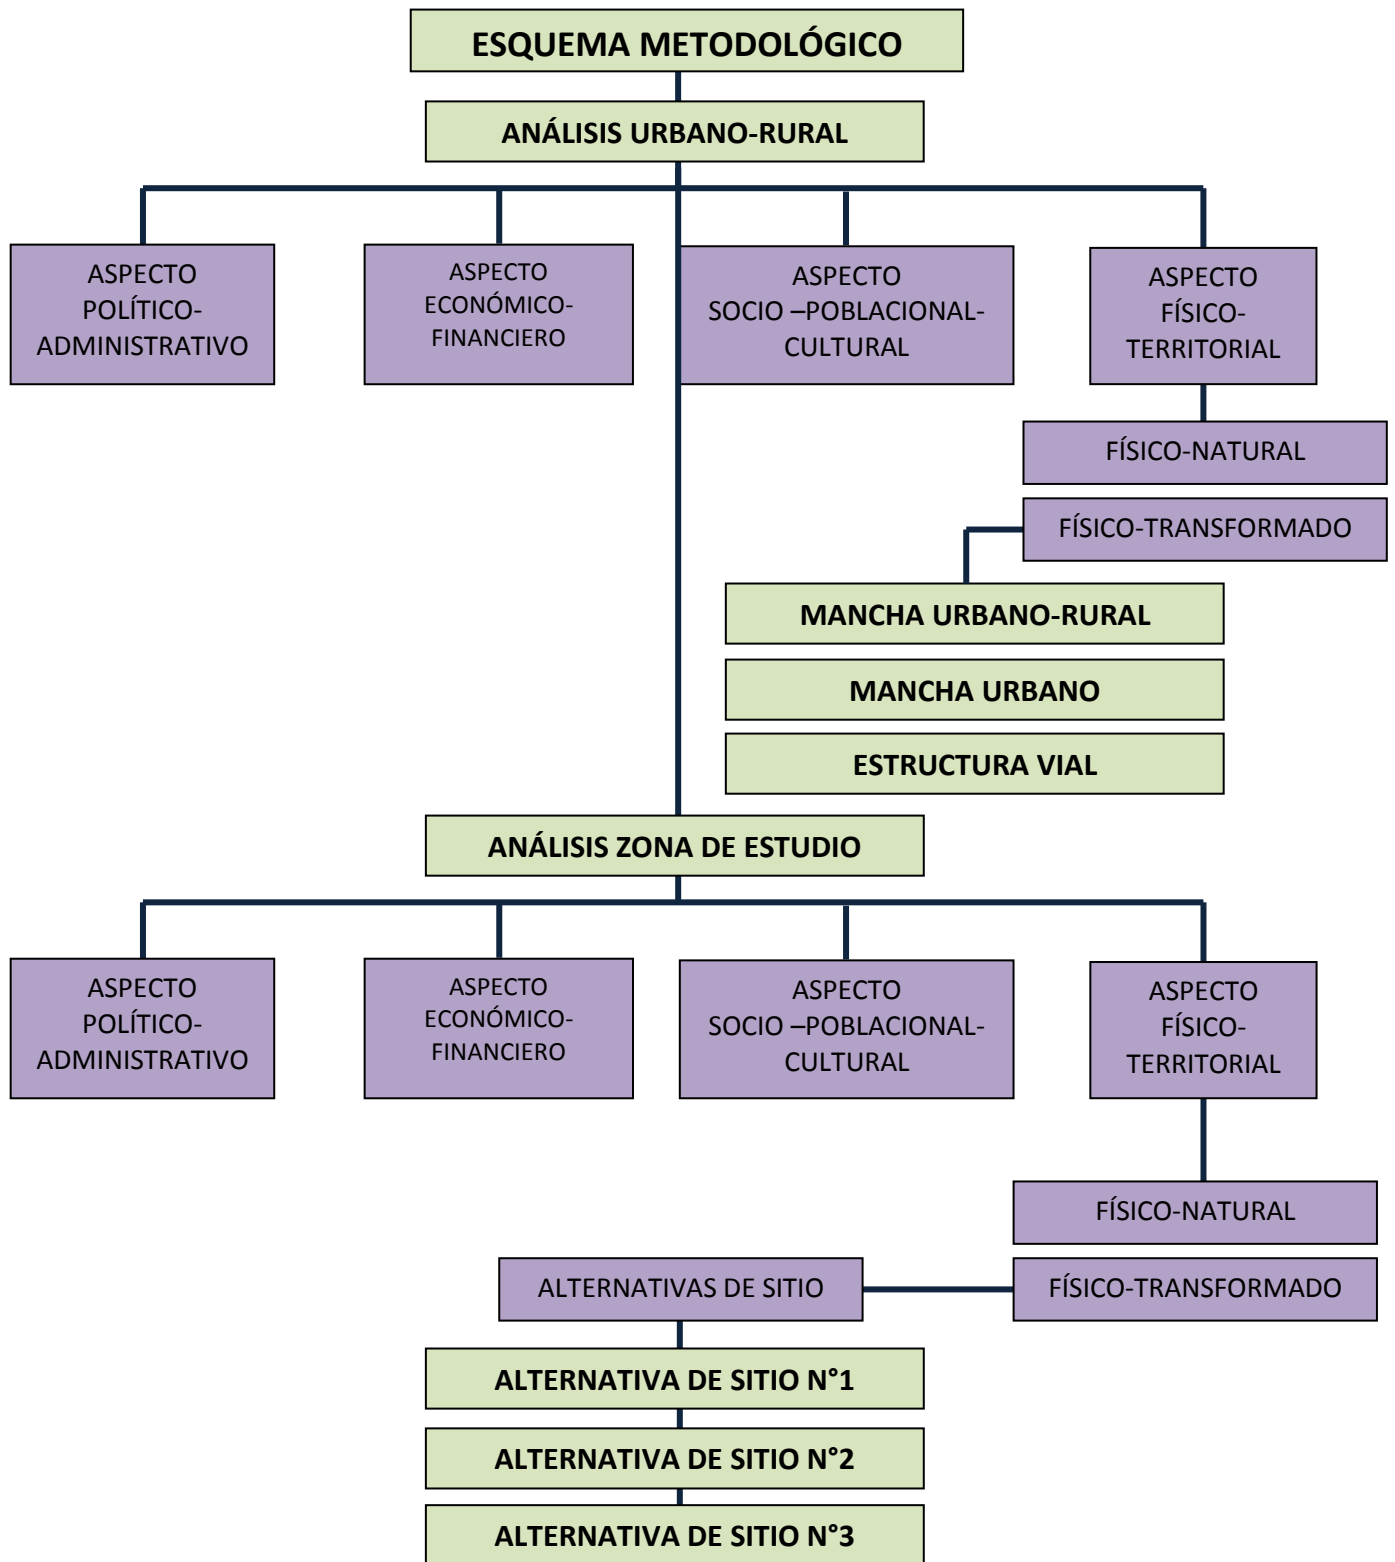 ESQUEMA METODOLÓGICO
ANÁLISIS URBANO-RURAL
ASPECTO
POLÍTICO-
ADMINISTRATIVO
ASPECTO
ECONÓMICO-
FINANCIERO
ASPECTO
SOCIO –POBLACIONAL-
CULTURAL
ASPECTO
FÍSICO-
TERRITORIAL
FÍSICO-NATURAL
FÍSICO-TRANSFORMADO
MANCHA URBANO-RURAL
MANCHA URBANO
ESTRUCTURA VIAL
ANÁLISIS ZONA DE ESTUDIO
ASPECTO
POLÍTICO-
ADMINISTRATIVO
ASPECTO
ECONÓMICO-
FINANCIERO
ASPECTO
SOCIO –POBLACIONAL-
CULTURAL
ASPECTO
FÍSICO-
TERRITORIAL
FÍSICO-NATURAL
FÍSICO-TRANSFORMADO
ALTERNATIVAS DE SITIO
ALTERNATIVA DE SITIO N°1
ALTERNATIVA DE SITIO N°2
ALTERNATIVA DE SITIO N°3